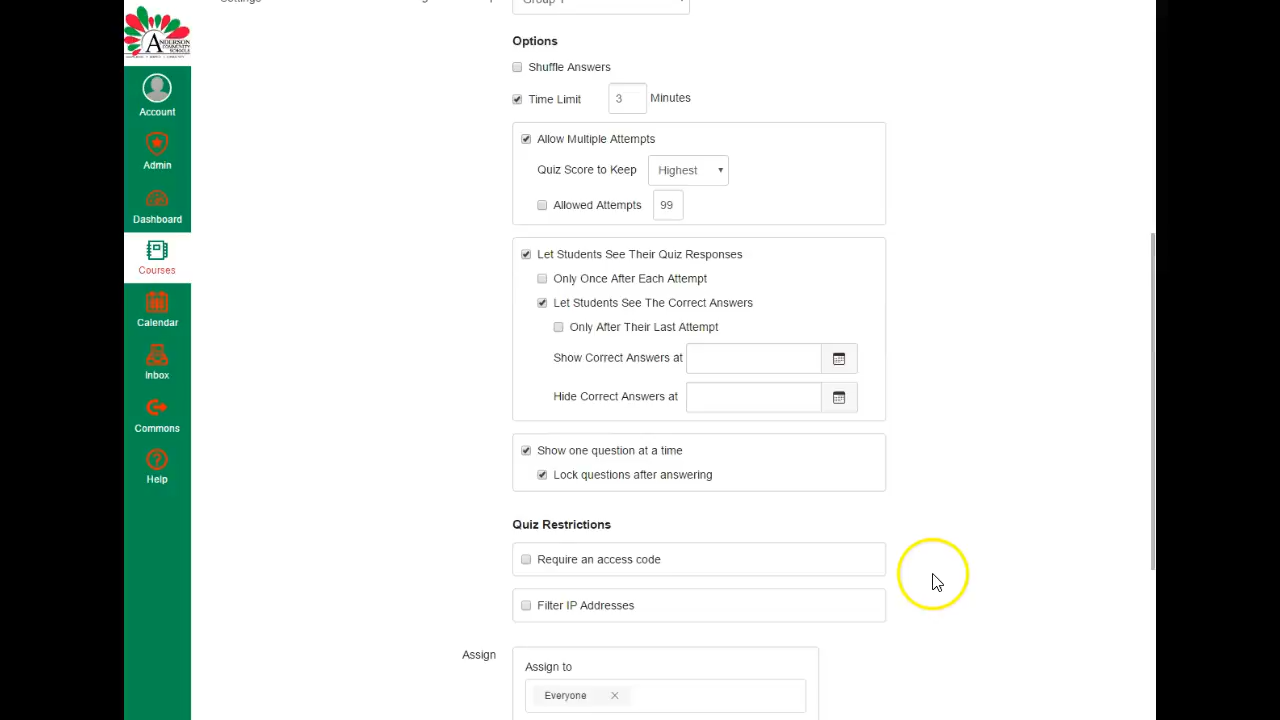 ANDERSON
COMMUNITY
SCHOOLS
Account
Admin
Dashboard
Courses
Calendar
Inbox
Commons
Help
Options
Shuffle Answers
Time Limit 3 Minutes
Allow Multiple Attempts
Quiz Score to Keep Highest
Allowed Attempts 99
Let Students See Their Quiz Responses
Only Once After Each Attempt
Let Students See The Correct Answers
Only After Their Last Attempt
Show Correct Answers at
Hide Correct Answers at
Show one question at a time
Lock questions after answering
Quiz Restrictions
Require an access code
Filter IP Addresses
Assign
Assign to
Everyone